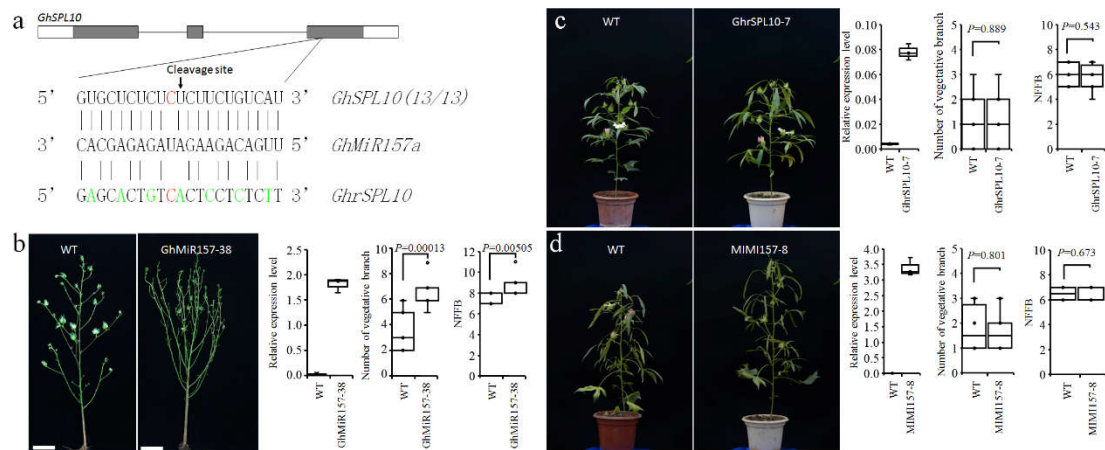 a
GhSPL10
Cleavage site
5' GUGCUCUCUCUCUUCUGUCAU 3' GhSPL10(13/13)
3' CACGAGAGAUAGAAGACAGUU GhMiR157a
5' GAGCACTGTCACTCCTCTCTT 3' GhrSPL10
b
WT
GhMiR157-38
Relative expression level
2.0
1.5
1.0
0.5
0.0
WT
GhMiR157-38
Number of vegetative branch
P=0.00013
10
8
6
4
2
0
WT
GhMiR157-38
NFFB
P=0.00505
10
8
6
4
2
0
WT
GhMiR157-38
c
WT
GhrSPL10-7
Relative expression level
0.10
0.08
0.06
0.04
0.02
0.00
WT
GhrSPL10-7
Number of vegetative branch
P=0.889
5
4
3
2
1
0
WT
GhrSPL10-7
NFFB
P=0.543
10
8
6
4
2
0
WT
GhrSPL10-7
d
WT
MIMI157-8
Relative expression level
4.0
3.5
3.0
2.5
2.0
1.5
1.0
0.5
0.0
WT
MIMI157-8
Number of vegetative branch
P=0.801
5
4
3
2
1
0
WT
MIMI157-8
NFFB
P=0.673
10
8
6
4
2
0
WT
MIMI157-8